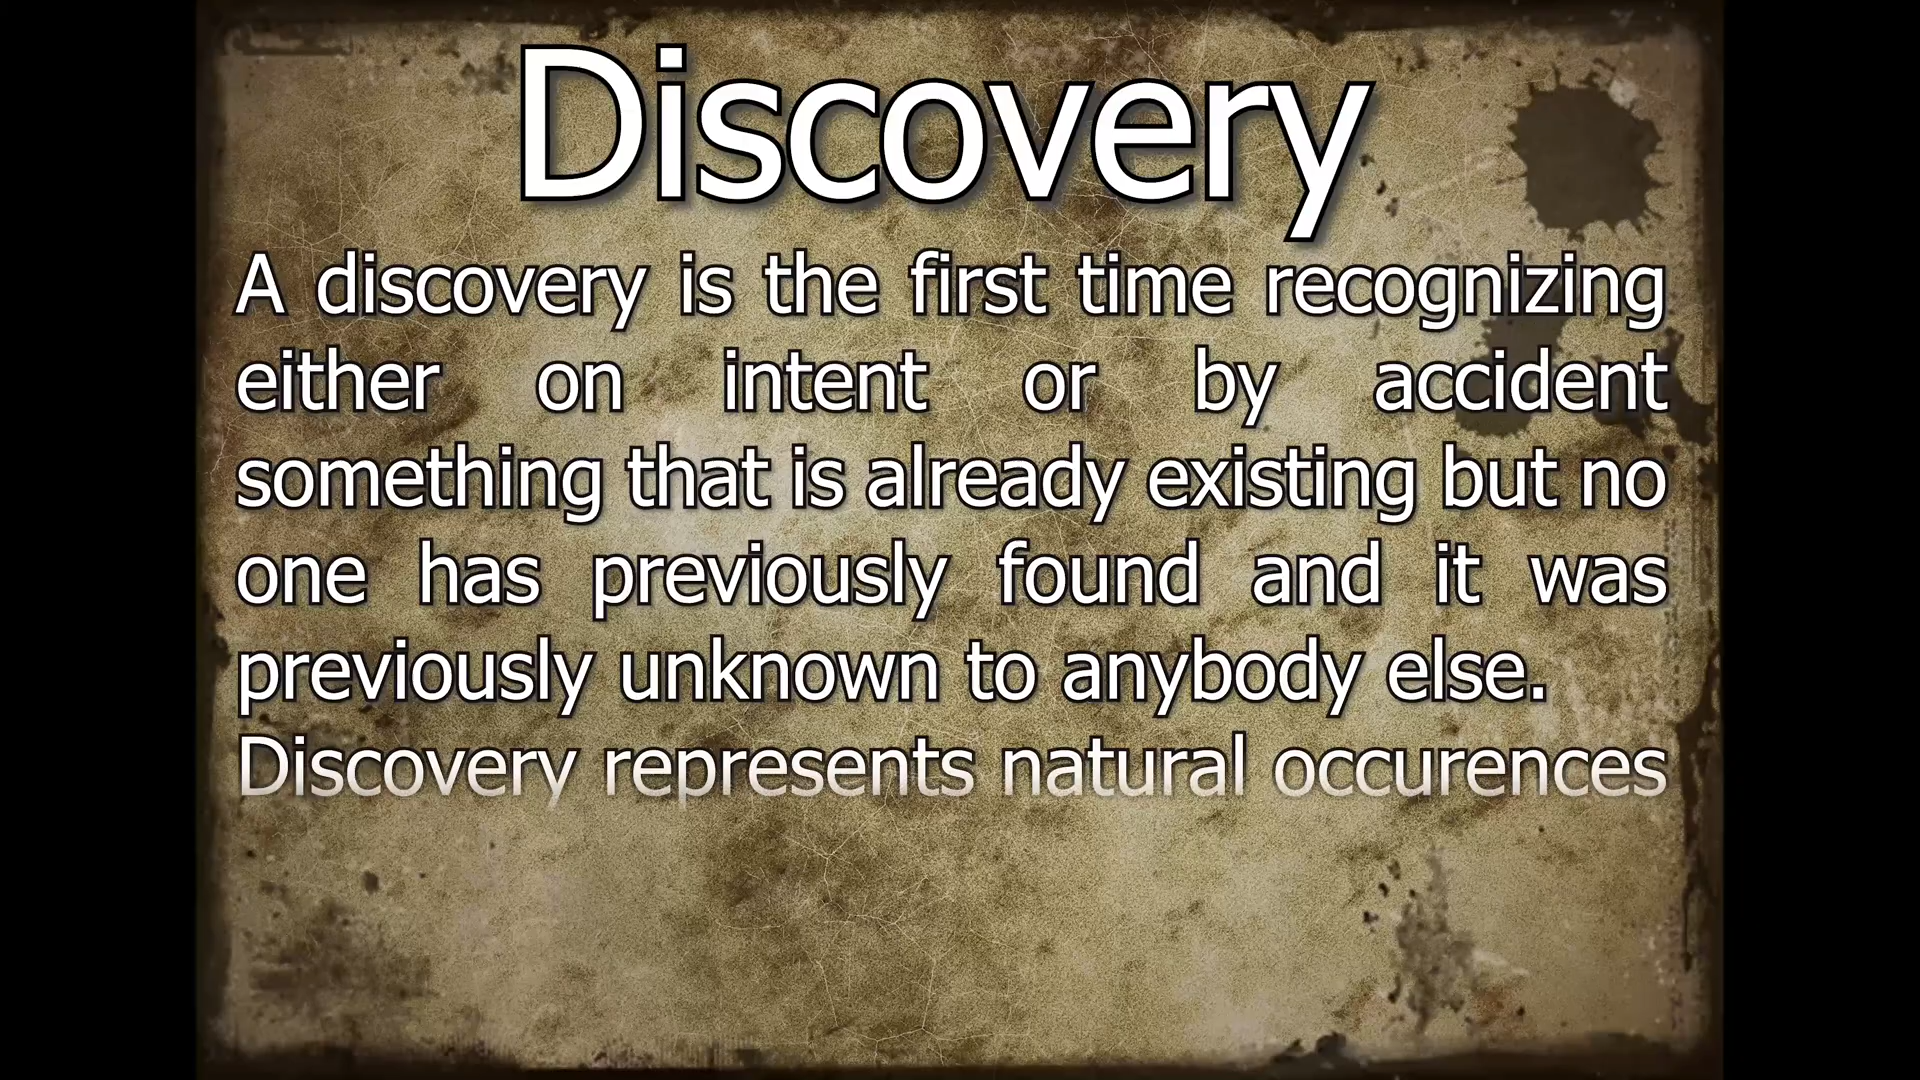 Discovery
A discovery is the first time recognizing
either on intent or by accident
something that is already existing but no
one has previously found and it was
previously unknown to anybody else.
Discovery represents natural occurences